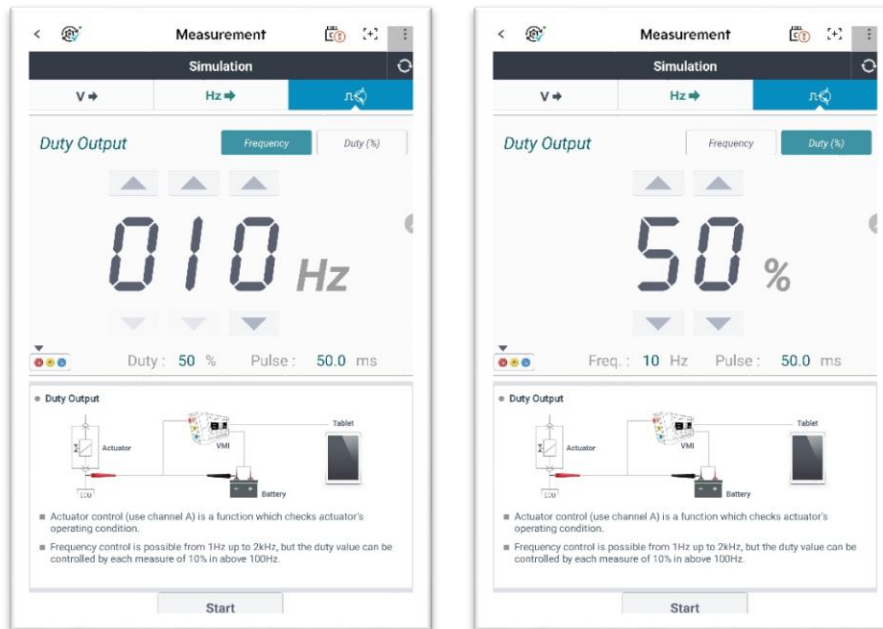 Measurement
Simulation
V
Hz
Duty Output
Frequency
Duty (%)
010 Hz
Duty : 50 % Pulse : 50.0 ms
Duty Output
Tablet
Actuator
VMI
ECU
Battery
Actuator control (use channel A) is a function which checks actuator's
operating condition.
Frequency control is possible from 1Hz up to 2kHz, but the duty value can be
controlled by each measure of 10% in above 100Hz.
Start
Measurement
Simulation
V
Hz
Duty Output
Frequency
Duty (%)
50 %
Freq. : 10 Hz Pulse : 50.0 ms
Duty Output
Tablet
Actuator
VMI
ECU
Battery
Actuator control (use channel A) is a function which checks actuator's
operating condition.
Frequency control is possible from 1Hz up to 2kHz, but the duty value can be
controlled by each measure of 10% in above 100Hz.
Start